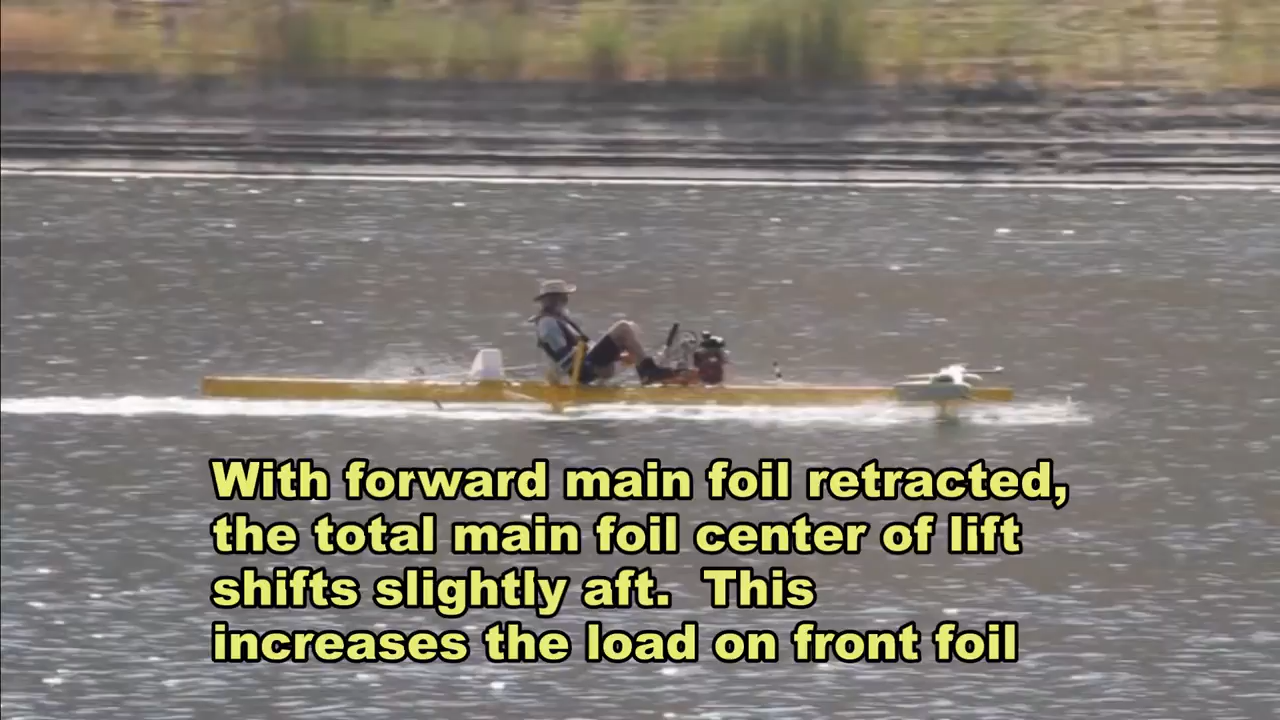 With forward main foil retracted,
the total main foil center of lift
shifts slightly aft.  This
increases the load on front foil